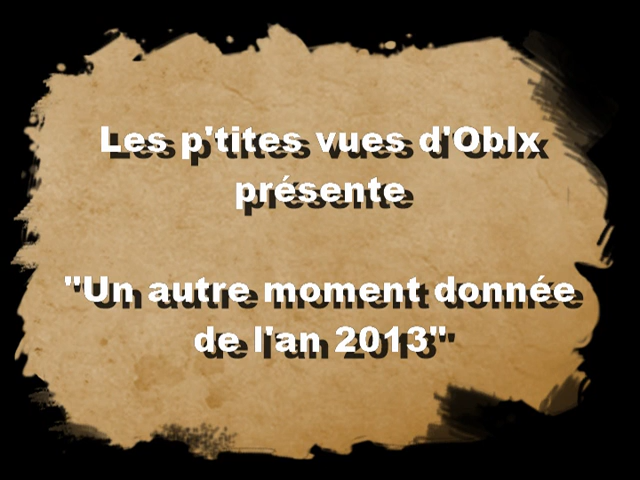 Les p'tites vues d'Oblx
présente
"Un autre moment donnée
de l'an 2013"